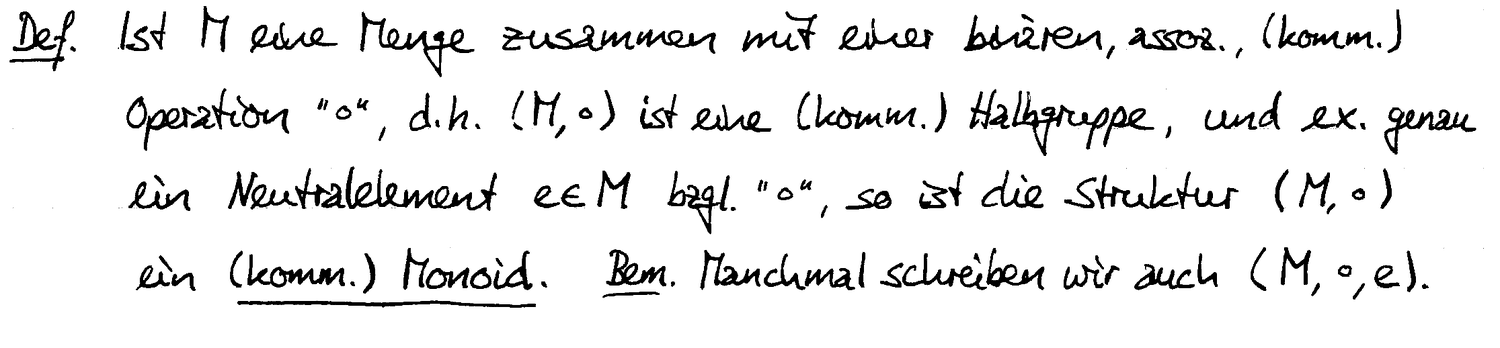 Def. Ist M eine Menge zusammen mit einer binären, assoz., (komm.)
Operation "∘", d.h. (M,∘) ist eine (komm.) Halbgruppe, und ex. genau
ein Neutralelement e∈M bzgl. "∘", so ist die Struktur (M,∘)
ein (komm.) Monoid. Bem. Manchmal schreiben wir auch (M,∘,e).